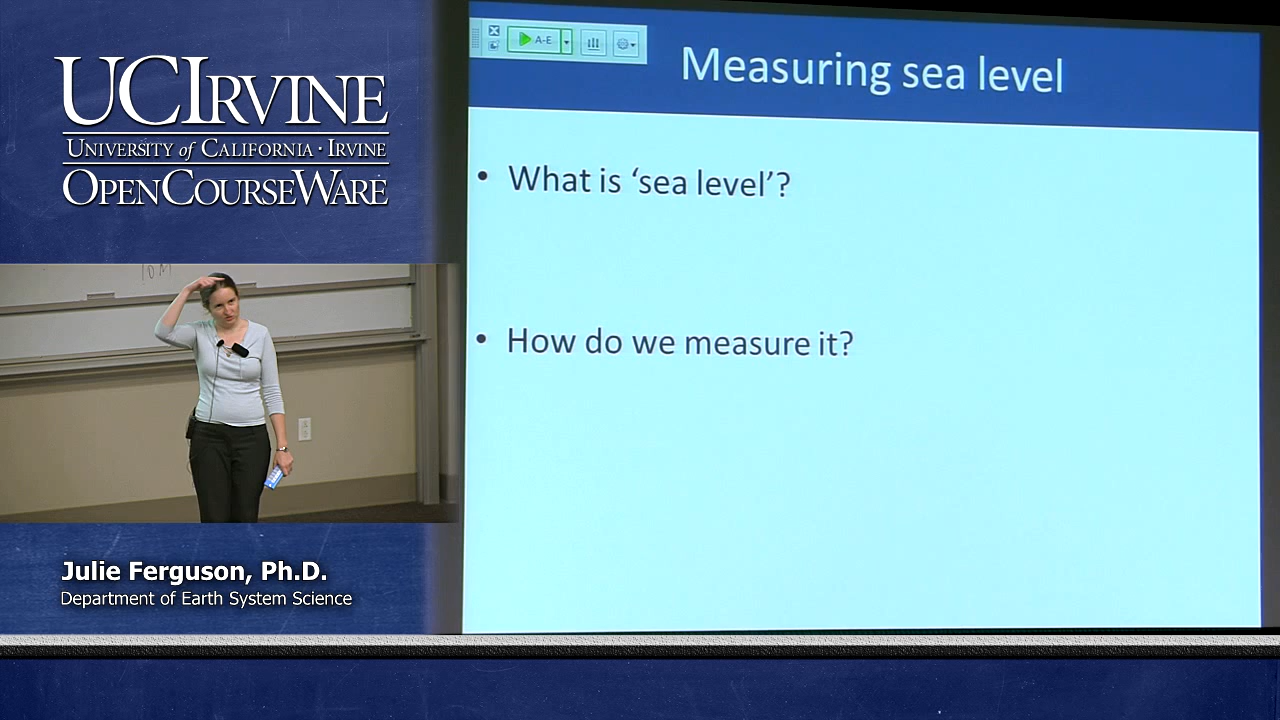 UCIRVINE
UNIVERSITY of CALIFORNIA · IRVINE
OPENCOURSEWARE
10M
Julie Ferguson, Ph.D.
Department of Earth System Science
A-E
Measuring sea level
• What is ‘sea level’?
• How do we measure it?